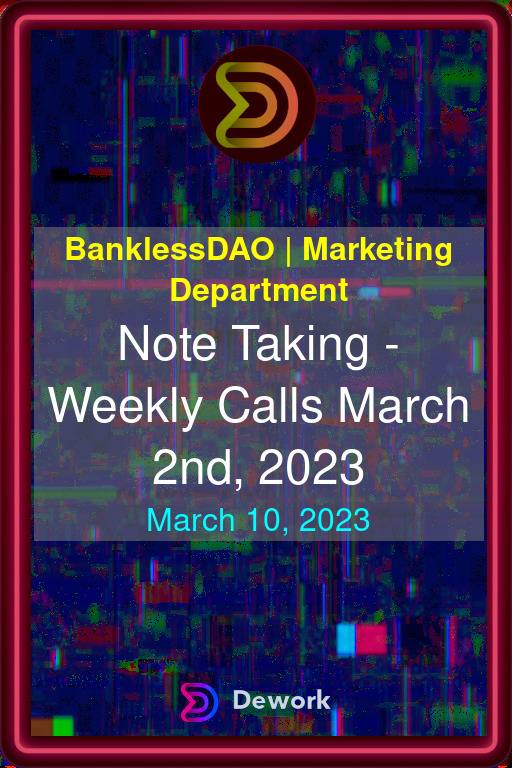 BanklessDAO | Marketing
Department
Note Taking -
Weekly Calls March
2nd, 2023
March 10, 2023
Dework